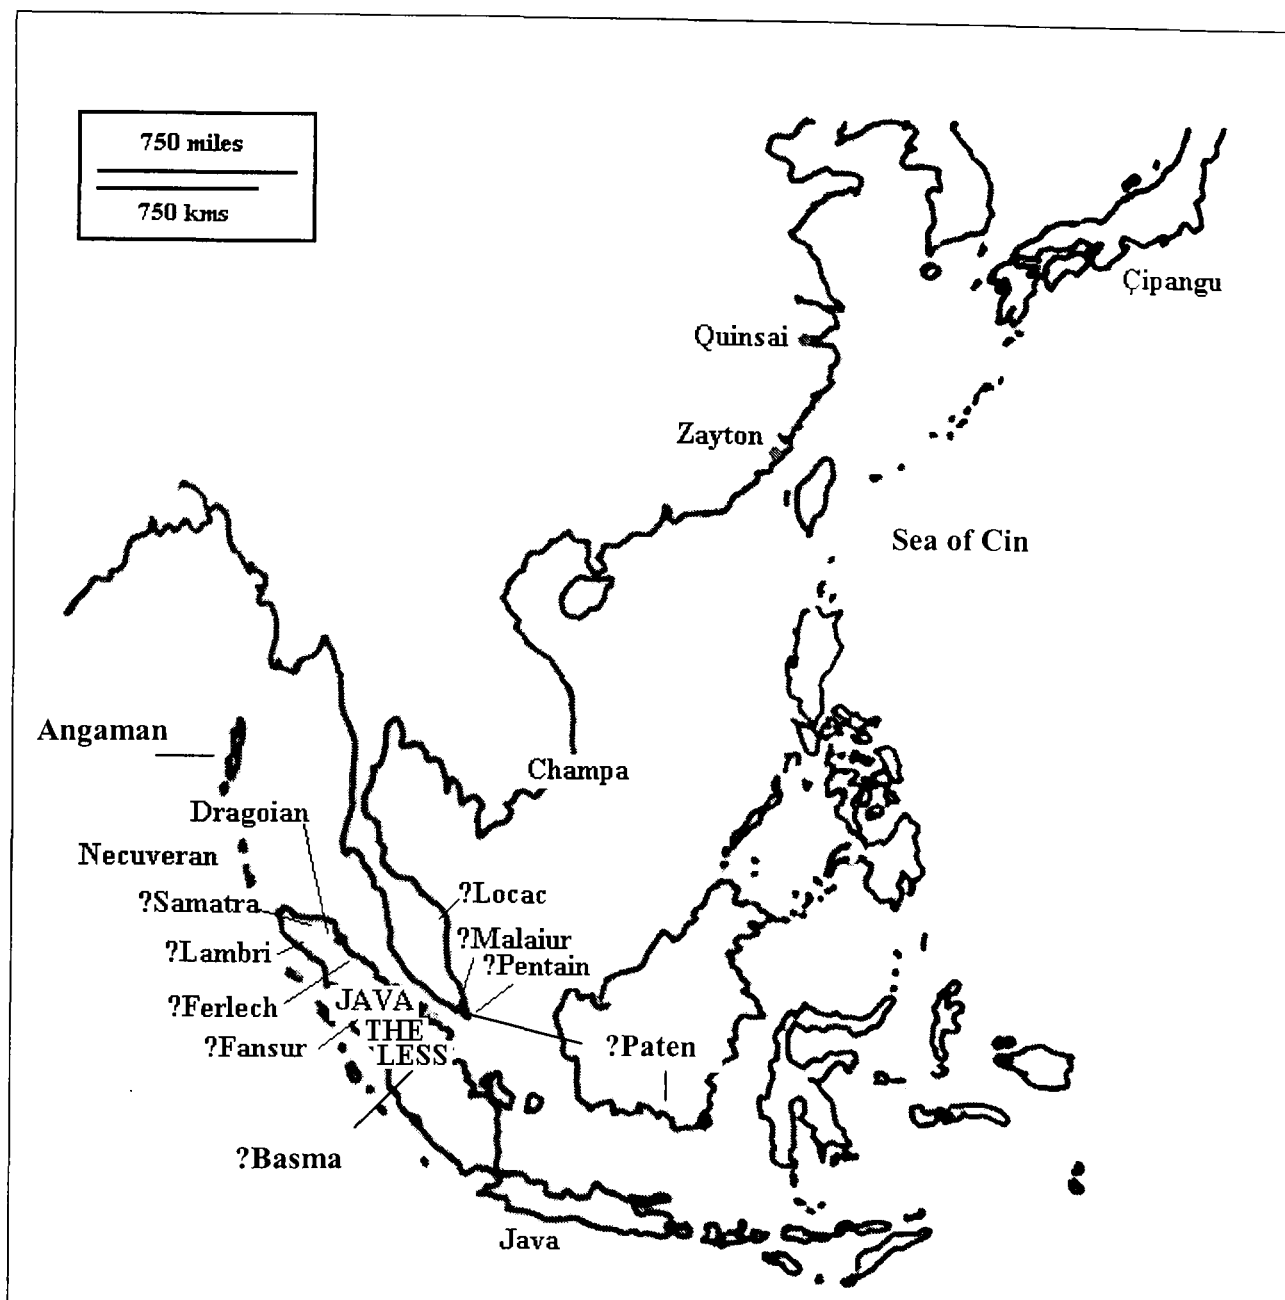 750 miles
750 kms
Çipangu
Quinsai
Zayton
Sea of Cin
Angaman
Champa
Dragoian
Necuveran
?Samatra
?Locac
?Lambri
?Malaiur
?Pentain
?Ferlech
JAVA
THE
LESS
?Fansur
?Paten
?Basma
Java